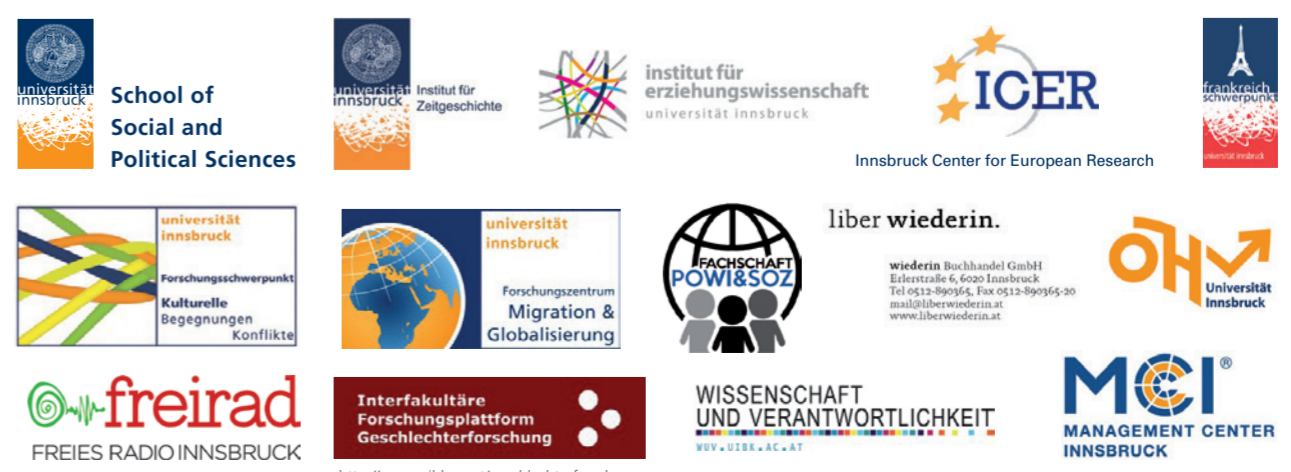 universität
innsbruck
School of
Social and
Political Sciences
universität
innsbruck
Institut für
Zeitgeschichte
institut für
erziehungswissenschaft
universität innsbruck
ICER
Innsbruck Center for European Research
frankreich
schwerpunkt
universität innsbruck
universität
innsbruck
Forschungsschwerpunkt
Kulturelle
Begegnungen
Konflikte
universität
innsbruck
Forschungszentrum
Migration &
Globalisierung
FACHSCHAFT
POWI&SOZ
liber wiederin.
wiederin Buchhandel GmbH
Erlerstraße 6, 6020 Innsbruck
Tel 0512-890365, Fax 0512-890365-20
mail@liberwiederin.at
www.liberwiederin.at
ÖH
Universität
Innsbruck
freirad
FREIES RADIO INNSBRUCK
Interfakultäre
Forschungsplattform
Geschlechterforschung
WISSENSCHAFT
UND VERANTWORTLICHKEIT
WUV.UIBK.AC.AT
MCI®
MANAGEMENT CENTER
INNSBRUCK